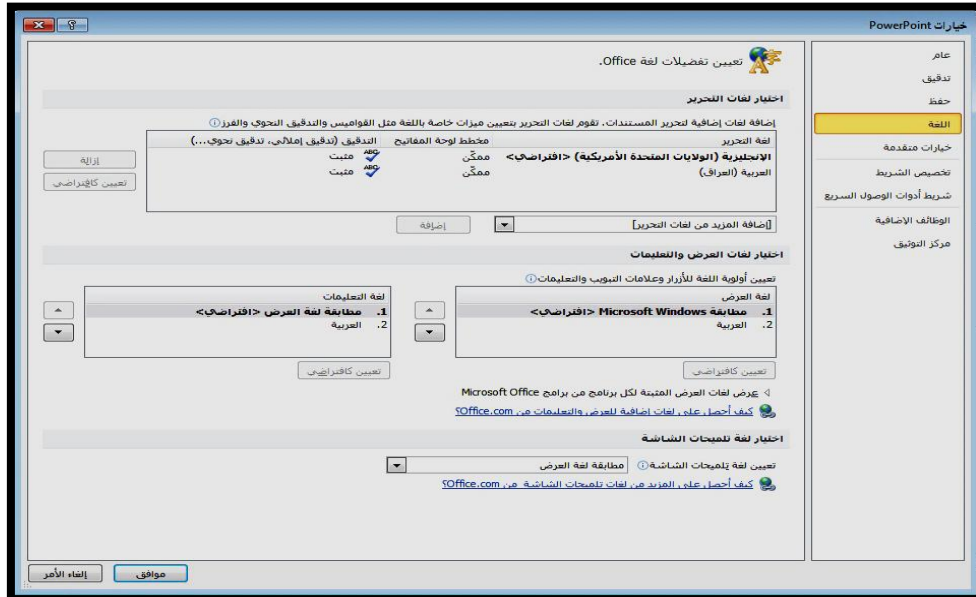 خيارات PowerPoint
عام
تدقيق
حفظ
اللغة
خيارات متقدمة
تخصيص الشريط
شريط أدوات الوصول السريع
الوظائف الإضافية
مركز التوثيق
تعيين تفضيلات لغة Office.
اختيار لغات التحرير
إضافة لغات إضافية لتحرير المستندات. تقوم لغات التحرير بتعيين ميزات خاصة باللغة مثل القواميس والتدقيق النحوي والفرز
لغة التحرير مخطط لوحة المفاتيح التدقيق (تدقيق إملائي، تدقيق نحوي...)
الإنجليزية (الولايات المتحدة الأمريكية) <افتراضي> ممكّن مثبت
العربية (العراق) ممكّن مثبت
إزالة
تعيين كافتراضي
[إضافة المزيد من لغات التحرير] إضافة
اختيار لغات العرض والتعليمات
تعيين أولوية اللغة للأزرار وعلامات التبويب والتعليمات
لغة العرض
1. مطابقة Microsoft Windows <افتراضي>
2. العربية
تعيين كافتراضي
لغة التعليمات
1. مطابقة لغة العرض <افتراضي>
2. العربية
تعيين كافتراضي
عرض لغات العرض المثبتة لكل برنامج من برامج Microsoft Office
كيف أحصل على لغات إضافية للعرض والتعليمات من Office.com؟
اختيار لغة تلميحات الشاشة
تعيين لغة تلميحات الشاشة مطابقة لغة العرض
كيف أحصل على المزيد من لغات تلميحات الشاشة من Office.com؟
موافق إلغاء الأمر